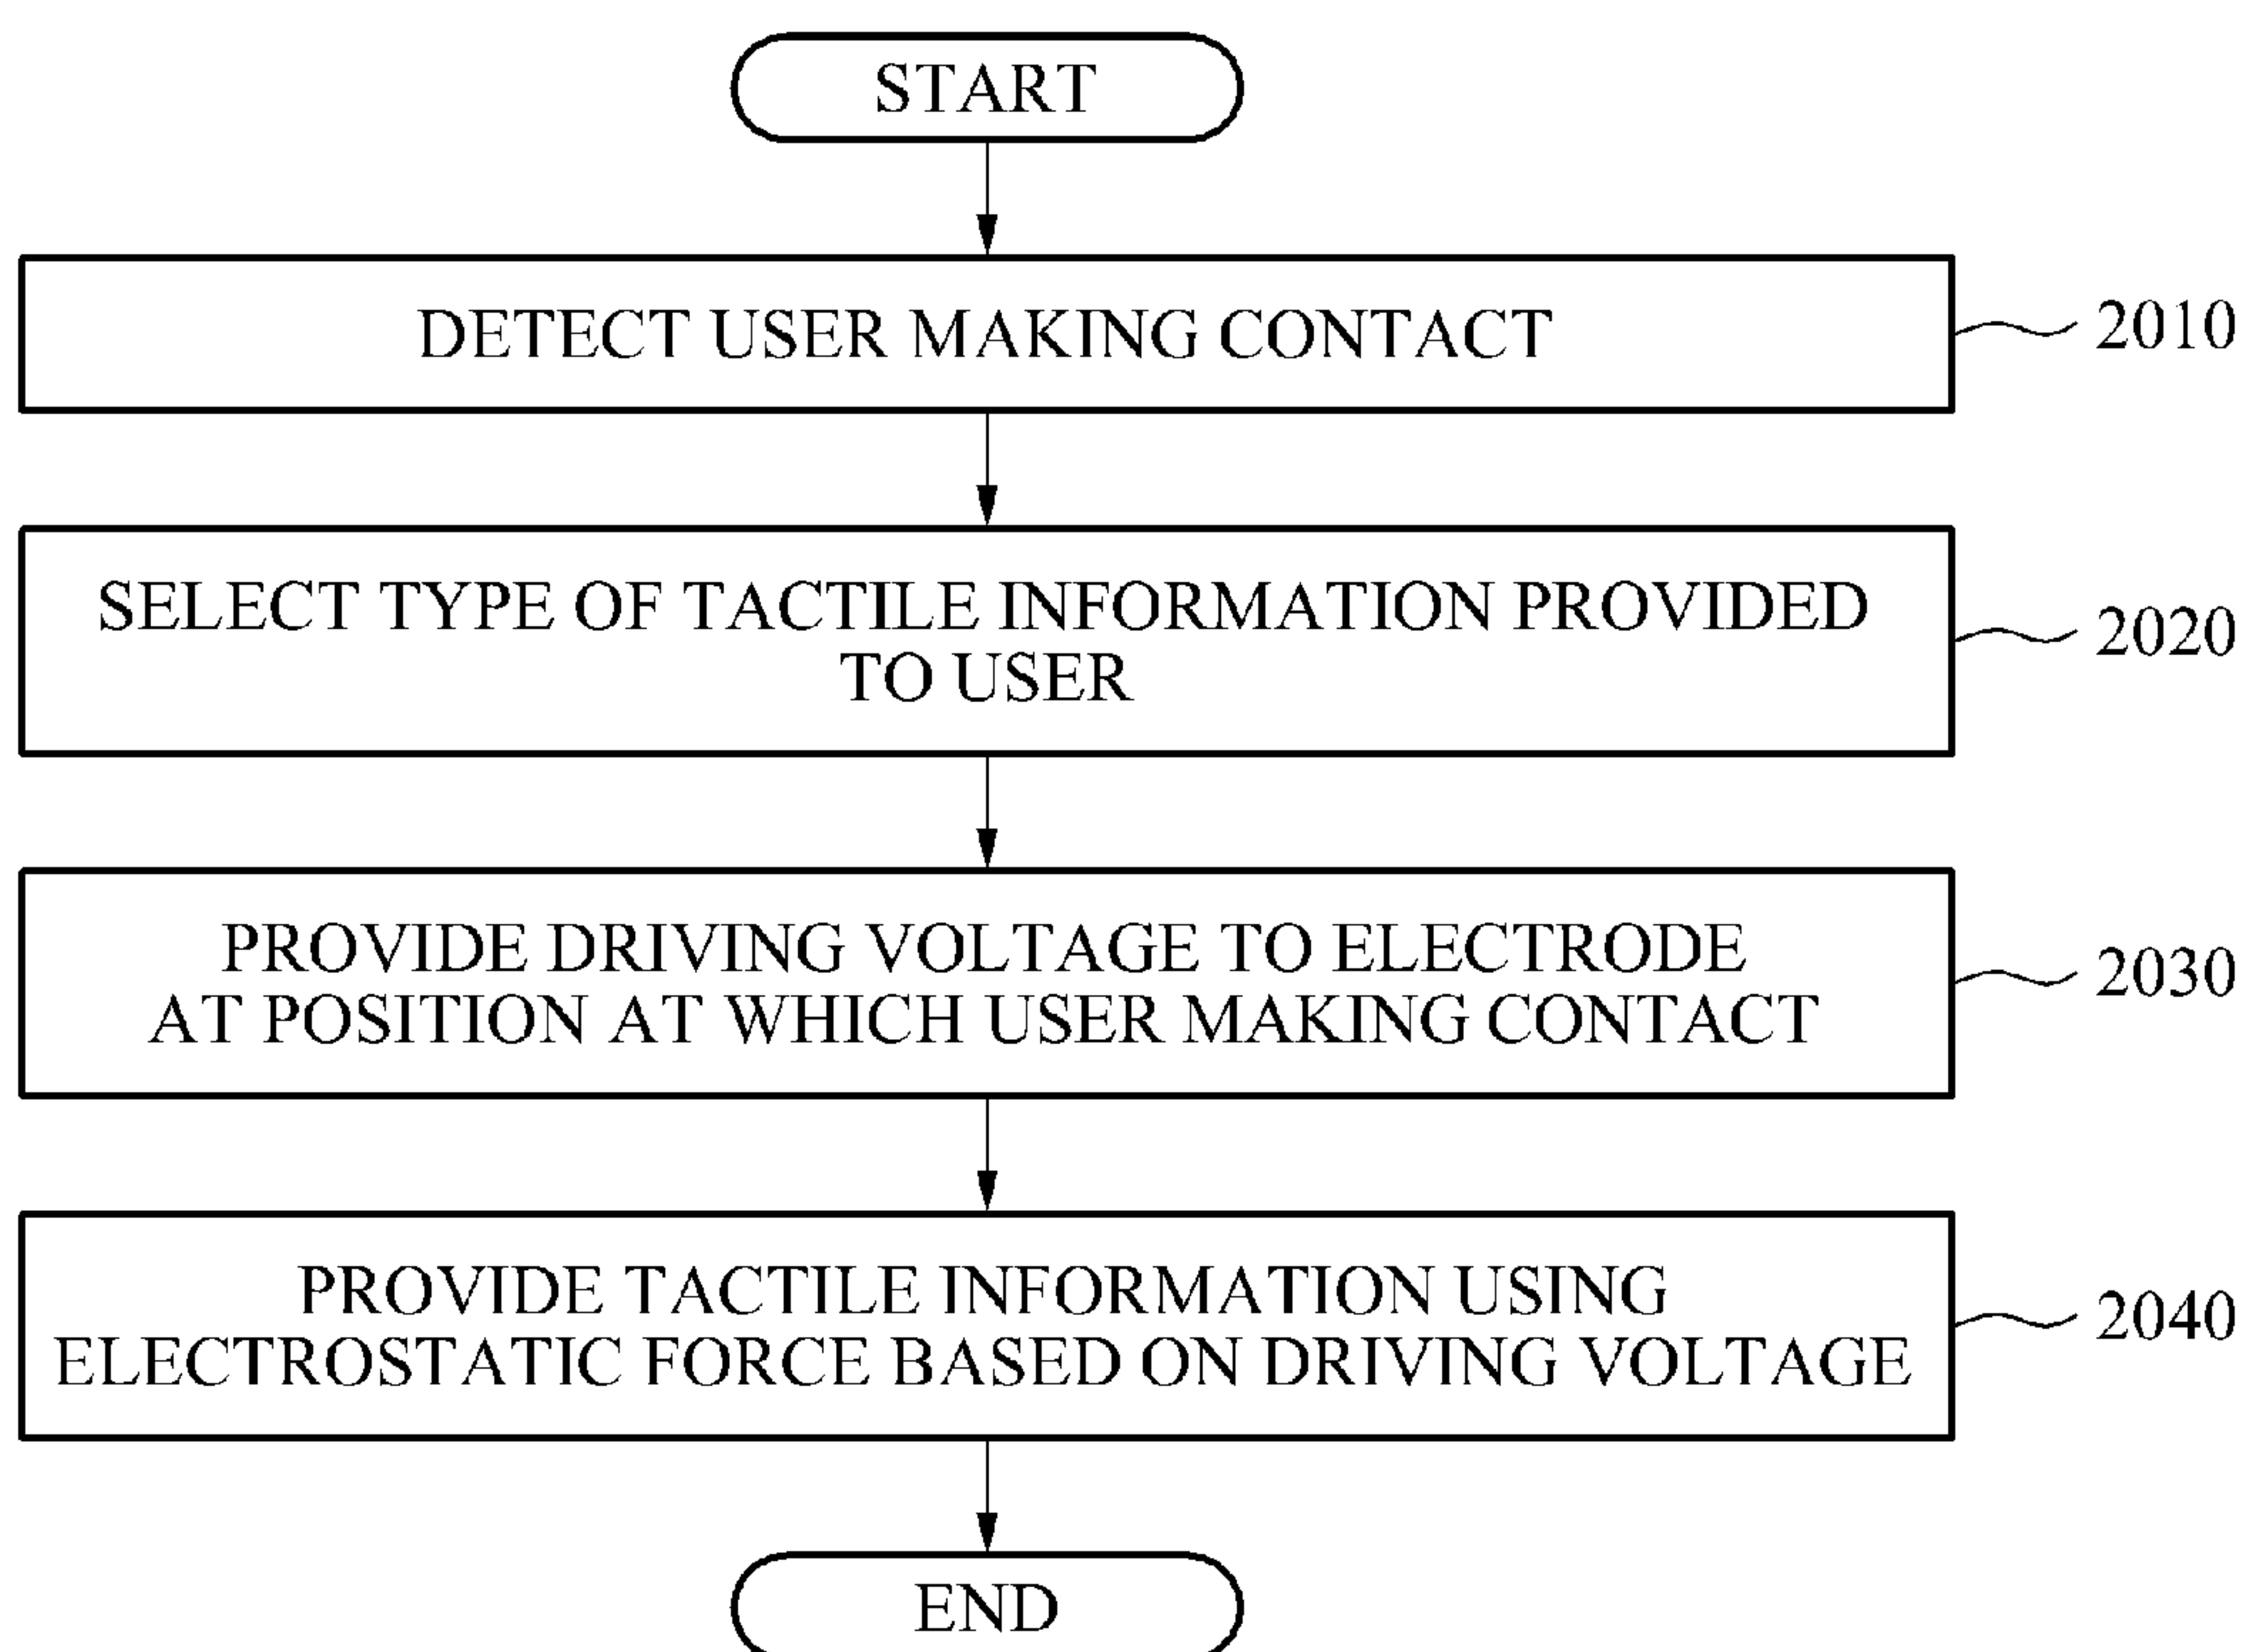 START
DETECT USER MAKING CONTACT
2010
SELECT TYPE OF TACTILE INFORMATION PROVIDED
TO USER
2020
PROVIDE DRIVING VOLTAGE TO ELECTRODE
AT POSITION AT WHICH USER MAKING CONTACT
2030
PROVIDE TACTILE INFORMATION USING
ELECTROSTATIC FORCE BASED ON DRIVING VOLTAGE
2040
END